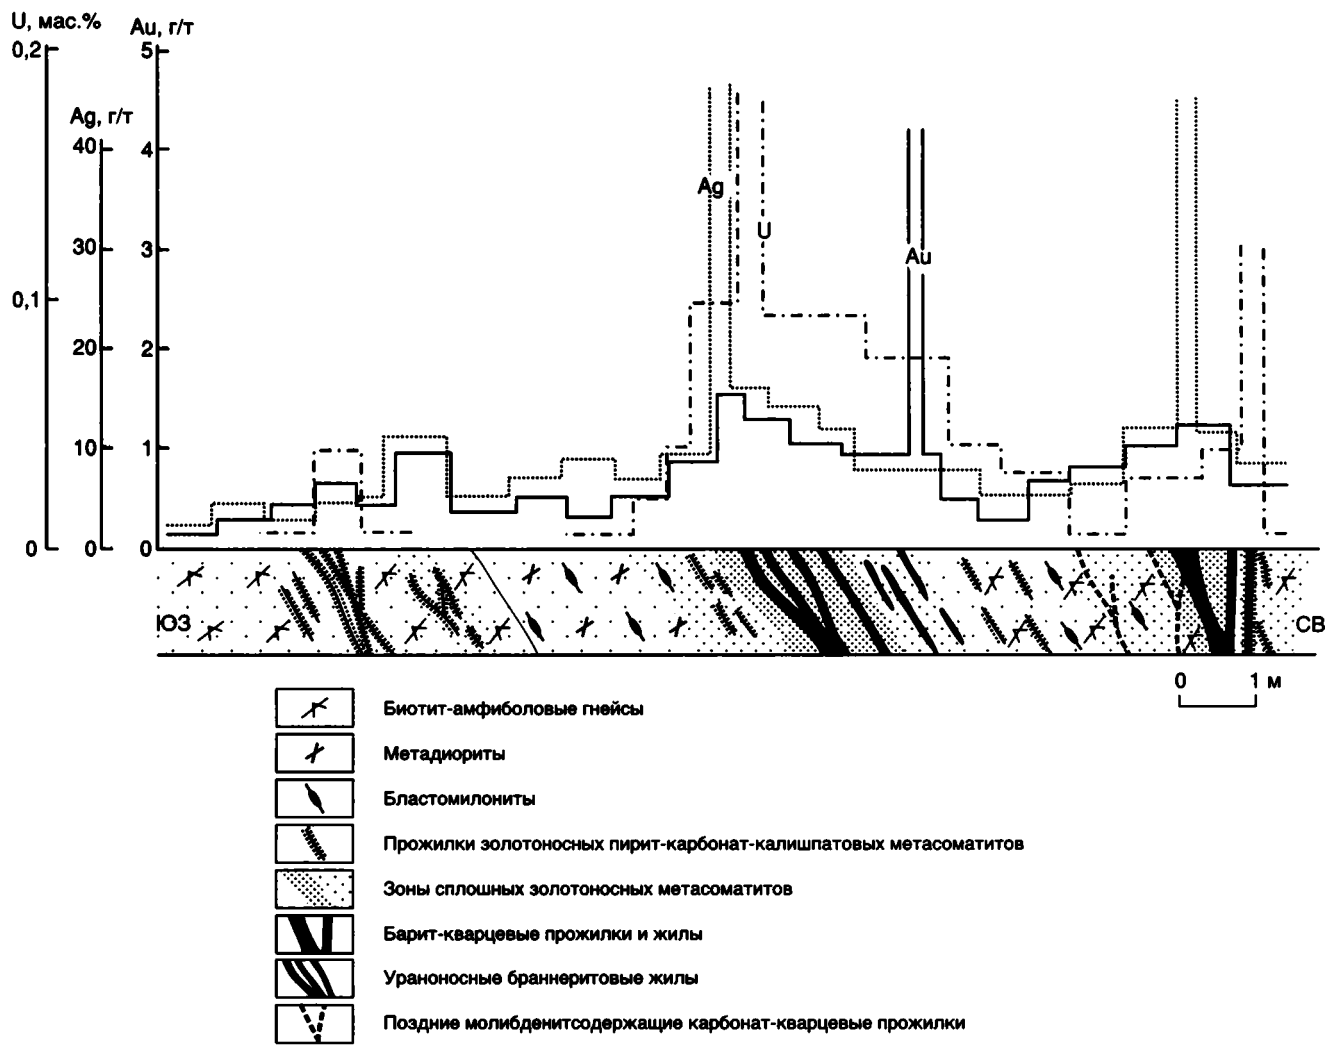 U, мас.%
Au, г/т
0,2
5
Ag, г/т
40
4
Ag
30
3
U
Au
0,1
20
2
10
1
0
0
0
ЮЗ
СВ
0 1 м
Биотит-амфиболовые гнейсы
Метадиориты
Бластомилониты
Прожилки золотоносных пирит-карбонат-калишпатовых метасоматитов
Зоны сплошных золотоносных метасоматитов
Барит-кварцевые прожилки и жилы
Ураноносные браннеритовые жилы
Поздние молибденитсодержащие карбонат-кварцевые прожилки